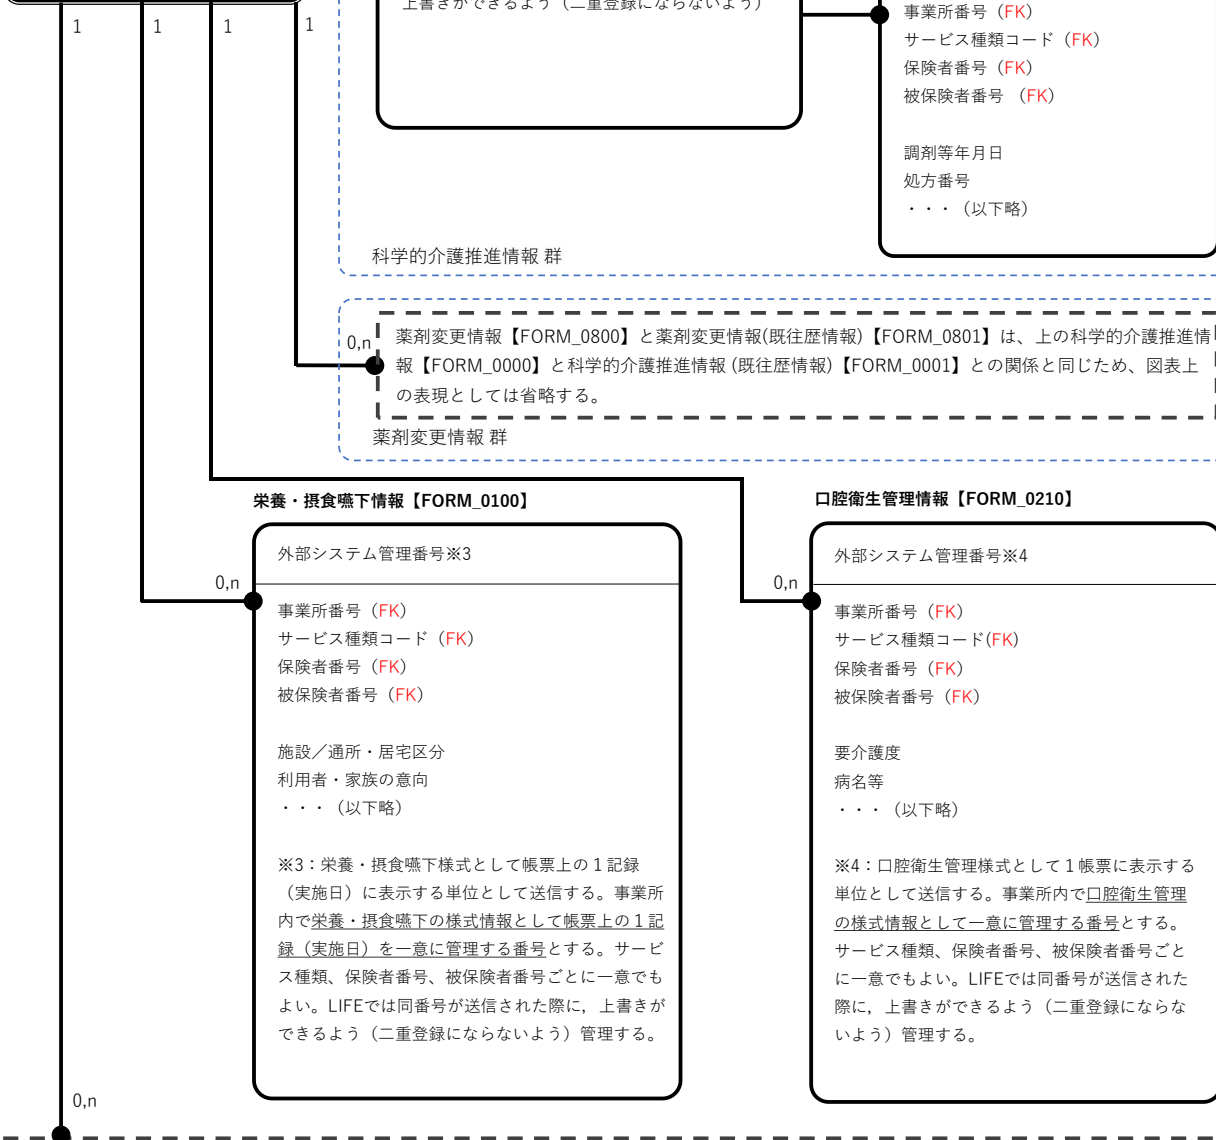 上書きができるよう（二重登録にならないよう）
事業所番号（FK）
サービス種類コード（FK）
保険者番号（FK）
被保険者番号 （FK）
調剤等年月日
処方番号
・・・（以下略）
1
1
1
1
科学的介護推進情報 群
0,n
薬剤変更情報【FORM_0800】と薬剤変更情報(既往歴情報)【FORM_0801】は、上の科学的介護推進情
報【FORM_0000】と科学的介護推進情報 (既往歴情報)【FORM_0001】との関係と同じため、図表上
の表現としては省略する。
薬剤変更情報 群
栄養・摂食嚥下情報【FORM_0100】
外部システム管理番号※3
0,n
事業所番号（FK）
サービス種類コード（FK）
保険者番号（FK）
被保険者番号（FK）
施設／通所・居宅区分
利用者・家族の意向
・・・（以下略）
※3：栄養・摂食嚥下様式として帳票上の１記録
（実施日）に表示する単位として送信する。事業所
内で栄養・摂食嚥下の様式情報として帳票上の１記
録（実施日）を一意に管理する番号とする。サービ
ス種類、保険者番号、被保険者番号ごとに一意でも
よい。LIFEでは同番号が送信された際に，上書きが
できるよう（二重登録にならないよう）管理する。
口腔衛生管理情報【FORM_0210】
外部システム管理番号※4
0,n
事業所番号（FK）
サービス種類コード(FK)
保険者番号（FK）
被保険者番号（FK）
要介護度
病名等
・・・（以下略）
※4：口腔衛生管理様式として１帳票に表示する
単位として送信する。事業所内で口腔衛生管理
の様式情報として一意に管理する番号とする。
サービス種類、保険者番号、被保険者番号ごと
に一意でもよい。LIFEでは同番号が送信された
際に，上書きができるよう（二重登録にならな
いよう）管理する。
0,n